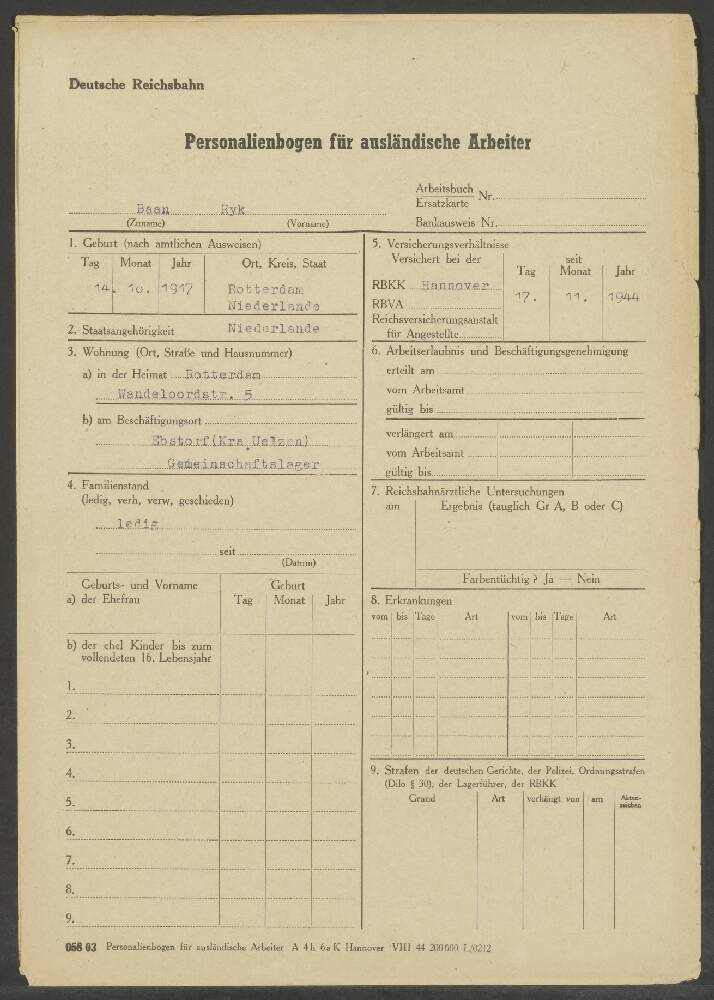 Deutsche Reichsbahn
Personalienbogen für ausländische Arbeiter
Arbeitsbuch
Ersatzkarte Nr.
Baan Ryk
(Zuname) (Vorname)
Bankausweis Nr.
1. Geburt (nach amtlichen Ausweisen)
Tag Monat Jahr Ort, Kreis, Staat
14. 10. 1917 Rotterdam
Niederlande
2. Staatsangehörigkeit Niederlande
3. Wohnung (Ort, Straße und Hausnummer)
a) in der Heimat Rotterdam
Wandeloordstr. 5
b) am Beschäftigungsort
Ebstorf(Krs.Uelzen)
Gemeinschaftslager
4. Familienstand
(ledig, verh, verw, geschieden)
ledig
seit
(Datum)
Geburts- und Vorname Geburt
a) der Ehefrau Tag Monat Jahr
b) der ehel Kinder bis zum
vollendeten 16. Lebensjahr
1.
2.
3.
4.
5.
6.
7.
8.
9.
5. Versicherungsverhältnisse
Versichert bei der seit
Tag Monat Jahr
RBKK Hannover
17. 11. 1944
RBVA
Reichsversicherungsanstalt
für Angestellte
6. Arbeitserlaubnis und Beschäftigungsgenehmigung
erteilt am
vom Arbeitsamt
gültig bis
verlängert am
vom Arbeitsamt
gültig bis
7. Reichsbahnärztliche Untersuchungen
am Ergebnis (tauglich Gr A, B oder C)
Farbentüchtig? Ja — Nein
8. Erkrankungen
vom bis Tage Art vom bis Tage Art
9. Strafen der deutschen Gerichte, der Polizei, Ordnungsstrafen
(Dilo § 30), der Lagerführer, der RBKK
Grund Art verhängt von am Akten-
zeichen
058 03 Personalienbogen für ausländische Arbeiter A 4 h 6a K Hannover VIII 44 200 000 L/0212